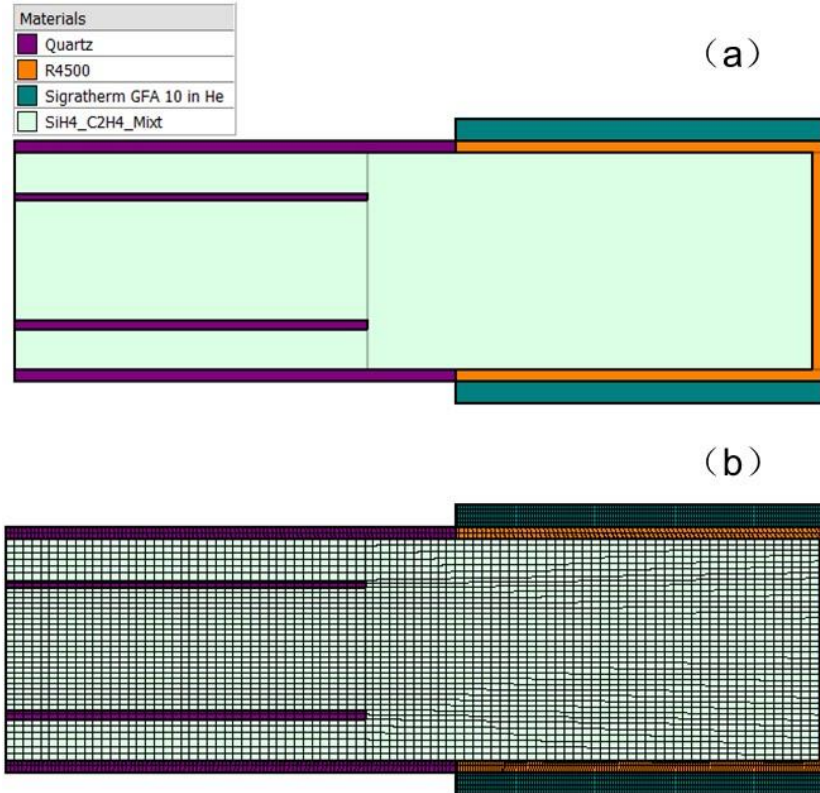 Materials
Quartz
R4500
Sigratherm GFA 10 in He
SiH4_C2H4_Mixt
（a）
（b）